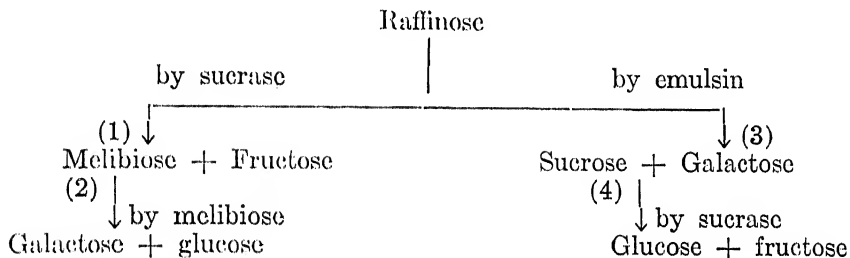 Raffinose
by sucrase by emulsin
(1) (3)
Melibiose + Fructose Sucrose + Galactose
(2) (4)
by melibiose by sucrase
Galactose + glucose Glucose + fructose